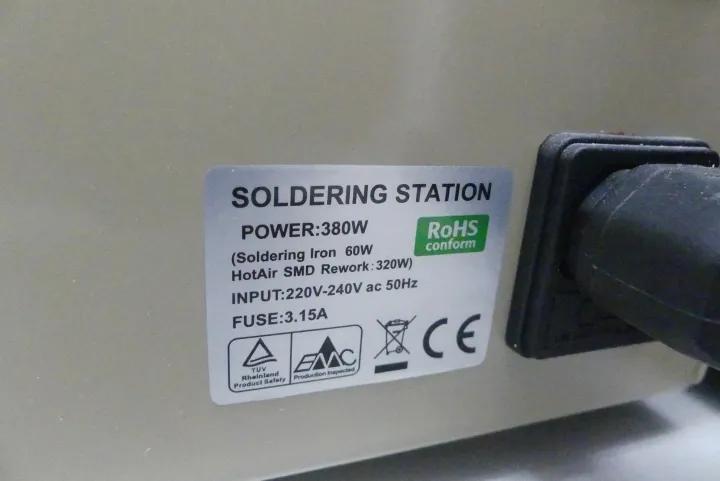 SOLDERING STATION
POWER:380W
RoHS
conform
(Soldering Iron 60W
HotAir SMD Rework:320W)
INPUT:220V-240V ac 50Hz
FUSE:3.15A
TUV
Rheinland
Product Safety
EMC
Production Inspected
CE